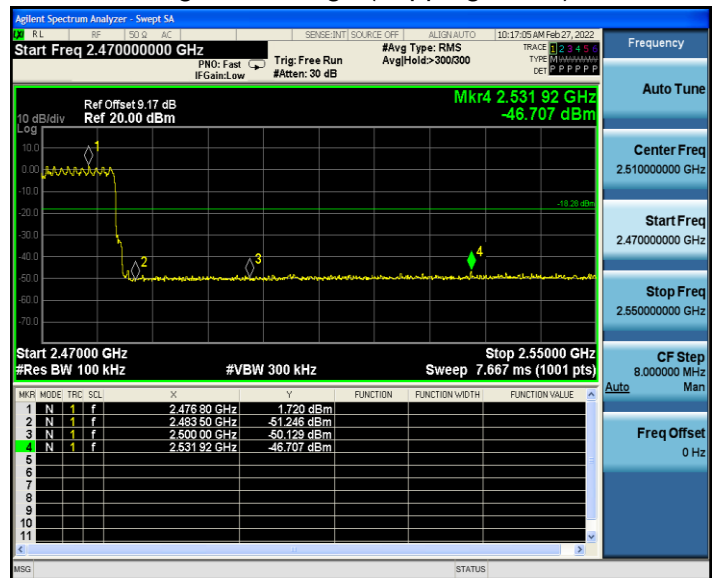 Agilent Spectrum Analyzer - Swept SA
RL RF 50 Ω AC SENSE:INT SOURCE OFF ALIGN AUTO 10:17:05 AM Feb 27, 2022
Start Freq 2.470000000 GHz
PNO: Fast
IFGain:Low
Trig: Free Run
#Atten: 30 dB
#Avg Type: RMS
Avg|Hold:>300/300
TRACE 1 2 3 4 5 6
TYPE M
DET P P P P P P
Mkr4 2.531 92 GHz
-46.707 dBm
Ref Offset 9.17 dB
10 dB/div Ref 20.00 dBm
Log
10.0
0.00
-10.0
-20.0
-30.0
-40.0
-50.0
-60.0
-70.0
1
2
3
4
-18.28 dBm
Start 2.47000 GHz Stop 2.55000 GHz
#Res BW 100 kHz #VBW 300 kHz Sweep 7.667 ms (1001 pts)
MKR MODE TRC SCL X Y FUNCTION FUNCTION WIDTH FUNCTION VALUE
1 N 1 f 2.476 80 GHz 1.720 dBm
2 N 1 f 2.483 50 GHz -51.246 dBm
3 N 1 f 2.500 00 GHz -50.129 dBm
4 N 1 f 2.531 92 GHz -46.707 dBm
5
6
7
8
9
10
11
MSG STATUS
Frequency
Auto Tune
Center Freq
2.510000000 GHz
Start Freq
2.470000000 GHz
Stop Freq
2.550000000 GHz
CF Step
8.000000 MHz
Auto Man
Freq Offset
0 Hz